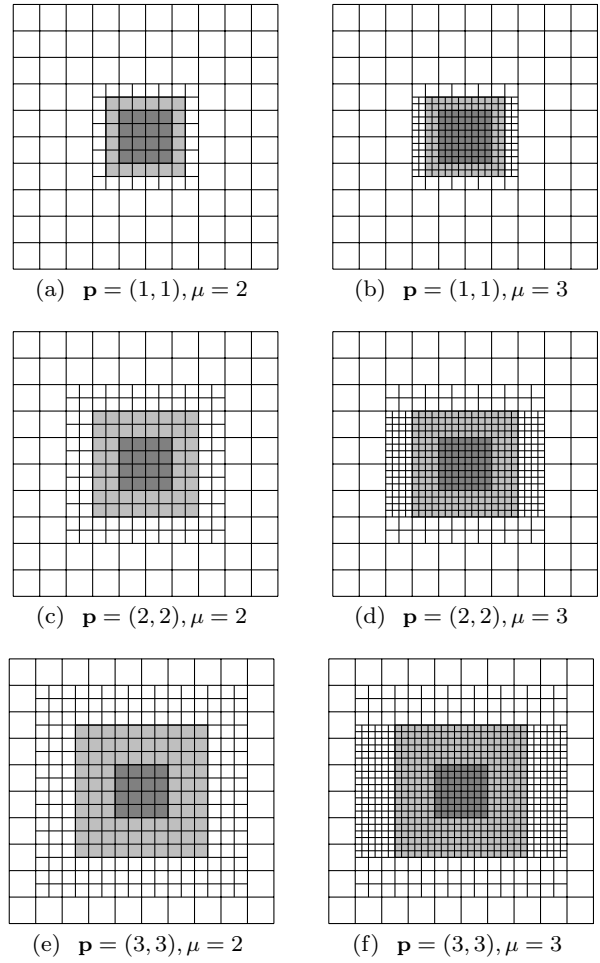 (a) p = (1, 1), μ = 2
(b) p = (1, 1), μ = 3
(c) p = (2, 2), μ = 2
(d) p = (2, 2), μ = 3
(e) p = (3, 3), μ = 2
(f) p = (3, 3), μ = 3